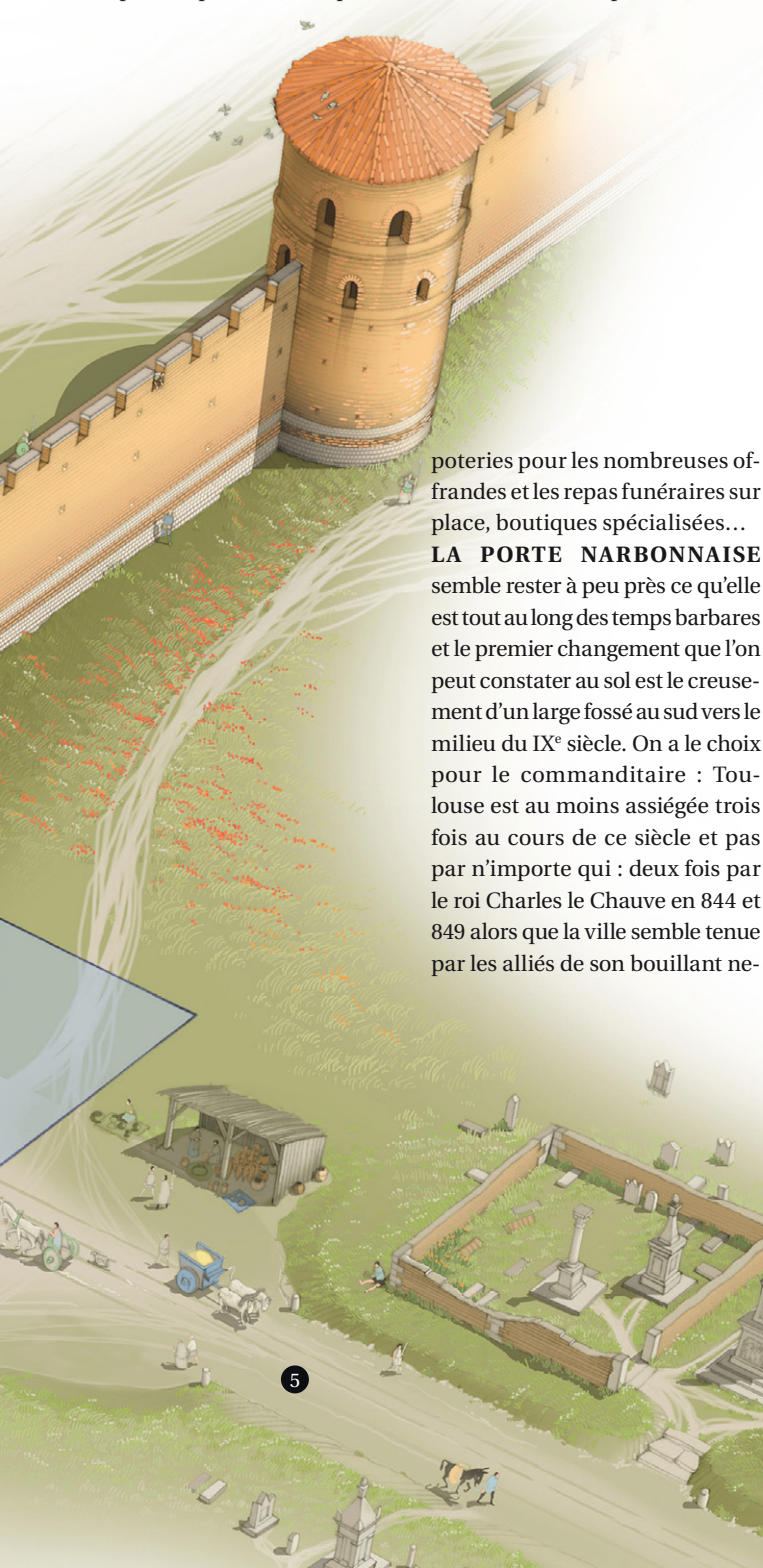 poteries pour les nombreuses of-
frandes et les repas funéraires sur
place, boutiques spécialisées…
LA PORTE NARBONNAISE
semble rester à peu près ce qu’elle
est tout au long des temps barbares
et le premier changement que l’on
peut constater au sol est le creuse-
ment d’un large fossé au sud vers le
milieu du IXe siècle. On a le choix
pour le commanditaire : Tou-
louse est au moins assiégée trois
fois au cours de ce siècle et pas
par n’importe qui : deux fois par
le roi Charles le Chauve en 844 et
849 alors que la ville semble tenue
par les alliés de son bouillant ne-
5